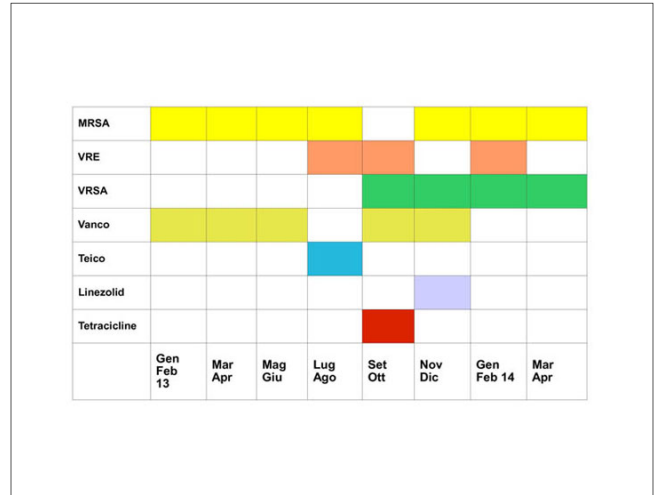 MRSA
VRE
VRSA
Vanco
Teico
Linezolid
Tetracicline
Gen
Feb
13
Mar
Apr
Mag
Giu
Lug
Ago
Set
Ott
Nov
Dic
Gen
Feb 14
Mar
Apr